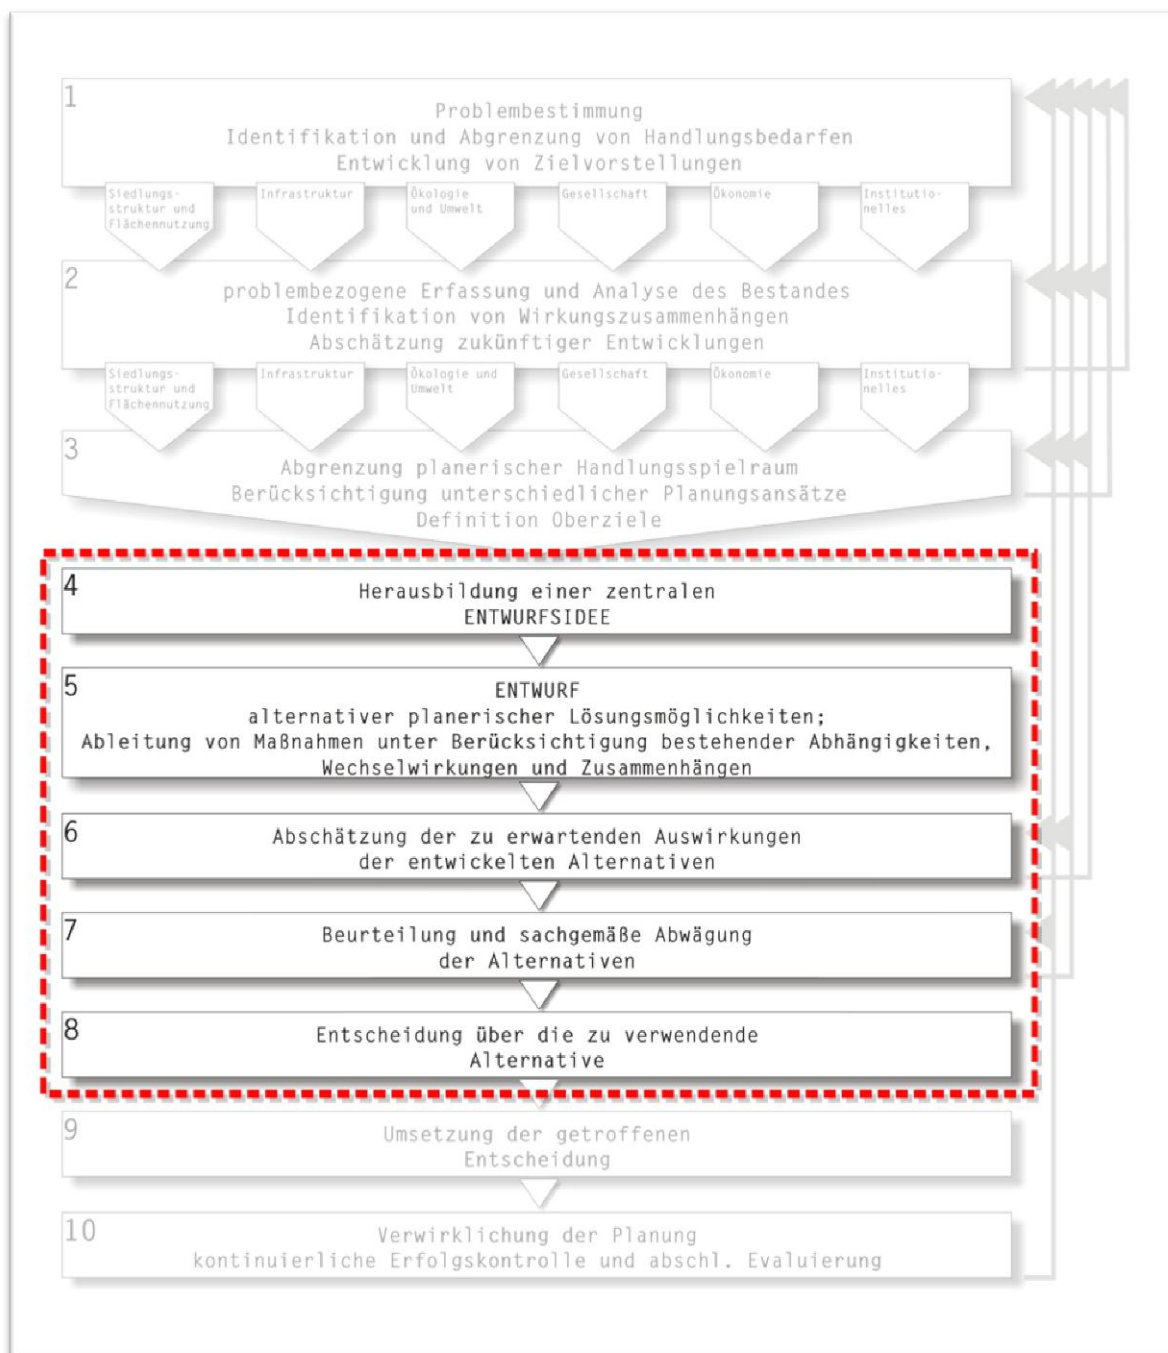 1
Problembestimmung
Identifikation und Abgrenzung von Handlungsbedarfen
Entwicklung von Zielvorstellungen
Siedlungs-
struktur und
Flächennutzung
Infrastruktur
Ökologie
und Umwelt
Gesellschaft
Ökonomie
Institutio-
nelles
2
problembezogene Erfassung und Analyse des Bestandes
Identifikation von Wirkungszusammenhängen
Abschätzung zukünftiger Entwicklungen
Siedlungs-
struktur und
Flächennutzung
Infrastruktur
Ökologie und
Umwelt
Gesellschaft
Ökonomie
Institutio-
nelles
3
Abgrenzung planerischer Handlungsspielraum
Berücksichtigung unterschiedlicher Planungsansätze
Definition Oberziele
4
Herausbildung einer zentralen
ENTWURFSIDEE
5
ENTWURF
alternativer planerischer Lösungsmöglichkeiten;
Ableitung von Maßnahmen unter Berücksichtigung bestehender Abhängigkeiten,
Wechselwirkungen und Zusammenhängen
6
Abschätzung der zu erwartenden Auswirkungen
der entwickelten Alternativen
7
Beurteilung und sachgemäße Abwägung
der Alternativen
8
Entscheidung über die zu verwendende
Alternative
9
Umsetzung der getroffenen
Entscheidung
10
Verwirklichung der Planung
kontinuierliche Erfolgskontrolle und abschl. Evaluierung